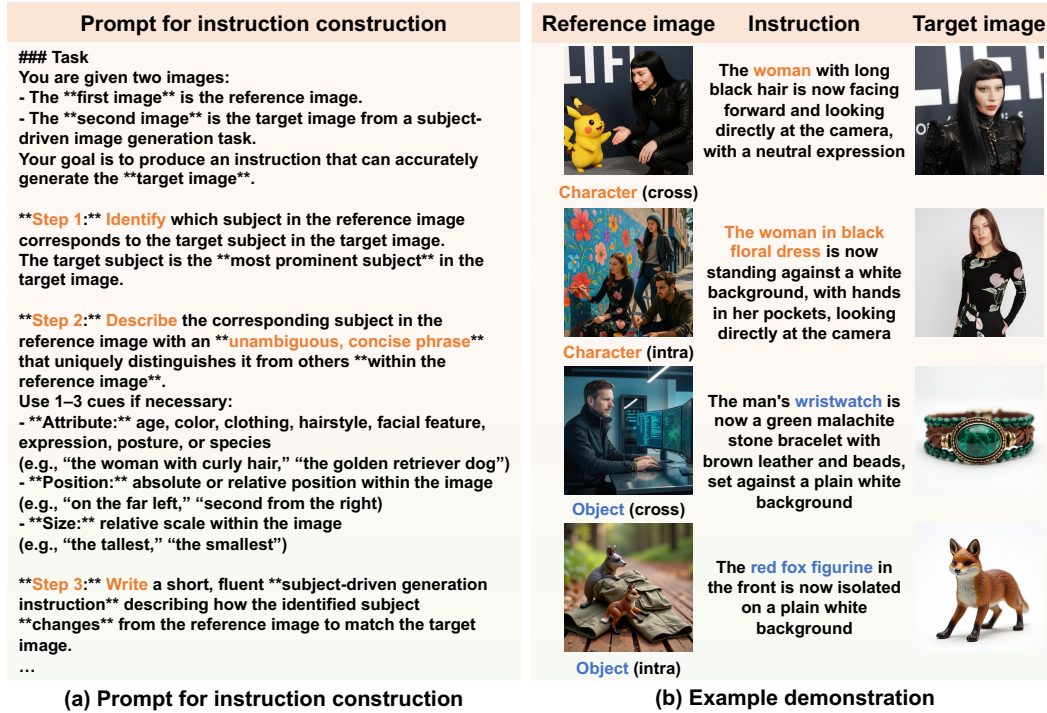 Prompt for instruction construction
### Task
You are given two images:
- The **first image** is the reference image.
- The **second image** is the target image from a subject-
driven image generation task.
Your goal is to produce an instruction that can accurately
generate the **target image**.
**Step 1:** Identify which subject in the reference image
corresponds to the target subject in the target image.
The target subject is the **most prominent subject** in the
target image.
**Step 2:** Describe the corresponding subject in the
reference image with an **unambiguous, concise phrase**
that uniquely distinguishes it from others **within the
reference image**.
Use 1–3 cues if necessary:
- **Attribute:** age, color, clothing, hairstyle, facial feature,
expression, posture, or species
(e.g., “the woman with curly hair,” “the golden retriever dog”)
- **Position:** absolute or relative position within the image
(e.g., “on the far left,” “second from the right)
- **Size:** relative scale within the image
(e.g., “the tallest,” “the smallest”)
**Step 3:** Write a short, fluent **subject-driven generation
instruction** describing how the identified subject
**changes** from the reference image to match the target
image.
...
(a) Prompt for instruction construction
Reference image
Instruction
Target image
LIF
The woman with long
black hair is now facing
forward and looking
directly at the camera,
with a neutral expression
Character (cross)
The woman in black
floral dress is now
standing against a white
background, with hands
in her pockets, looking
directly at the camera
Character (intra)
The man's wristwatch is
now a green malachite
stone bracelet with
brown leather and beads,
set against a plain white
background
Object (cross)
The red fox figurine in
the front is now isolated
on a plain white
background
Object (intra)
(b) Example demonstration